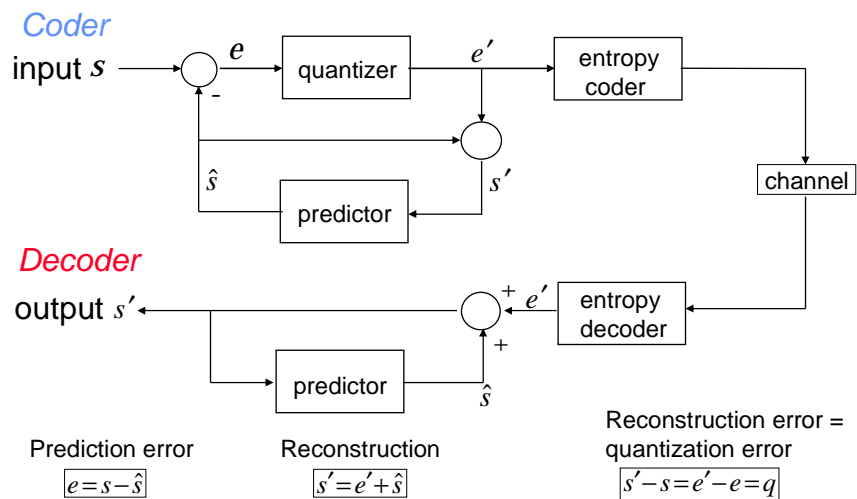 Coder
input s
e
quantizer
e′
entropy
coder
-
ŝ
s′
predictor
channel
Decoder
output s′
+
e′
entropy
decoder
+
predictor
ŝ
Prediction error
e=s−ŝ
Reconstruction
s′=e′+ŝ
Reconstruction error =
quantization error
s′−s=e′−e=q